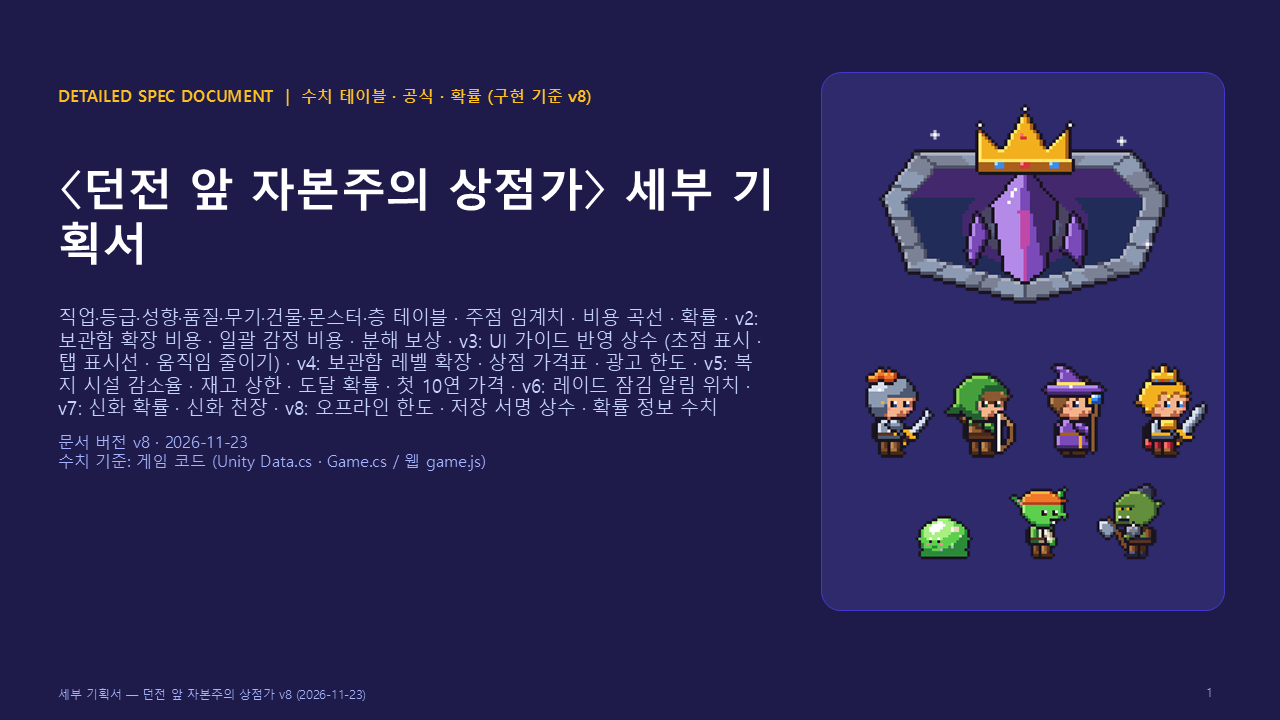 DETAILED SPEC DOCUMENT | 수치 테이블 · 공식 · 확률 (구현 기준 v8)
〈던전 앞 자본주의 상점가〉 세부 기
획서
직업·등급·성향·품질·무기·건물·몬스터·층 테이블 · 주점 임계치 · 비용 곡선 · 확률 · v2:
보관함 확장 비용 · 일괄 감정 비용 · 분해 보상 · v3: UI 가이드 반영 상수 (초점 표시 ·
탭 표시선 · 움직임 줄이기) · v4: 보관함 레벨 확장 · 상점 가격표 · 광고 한도 · v5: 복
지 시설 감소율 · 재고 상한 · 도달 확률 · 첫 10연 가격 · v6: 레이드 잠김 알림 위치 ·
v7: 신화 확률 · 신화 천장 · v8: 오프라인 한도 · 저장 서명 상수 · 확률 정보 수치
문서 버전 v8 · 2026-11-23
수치 기준: 게임 코드 (Unity Data.cs · Game.cs / 웹 game.js)
세부 기획서 — 던전 앞 자본주의 상점가 v8 (2026-11-23)
1